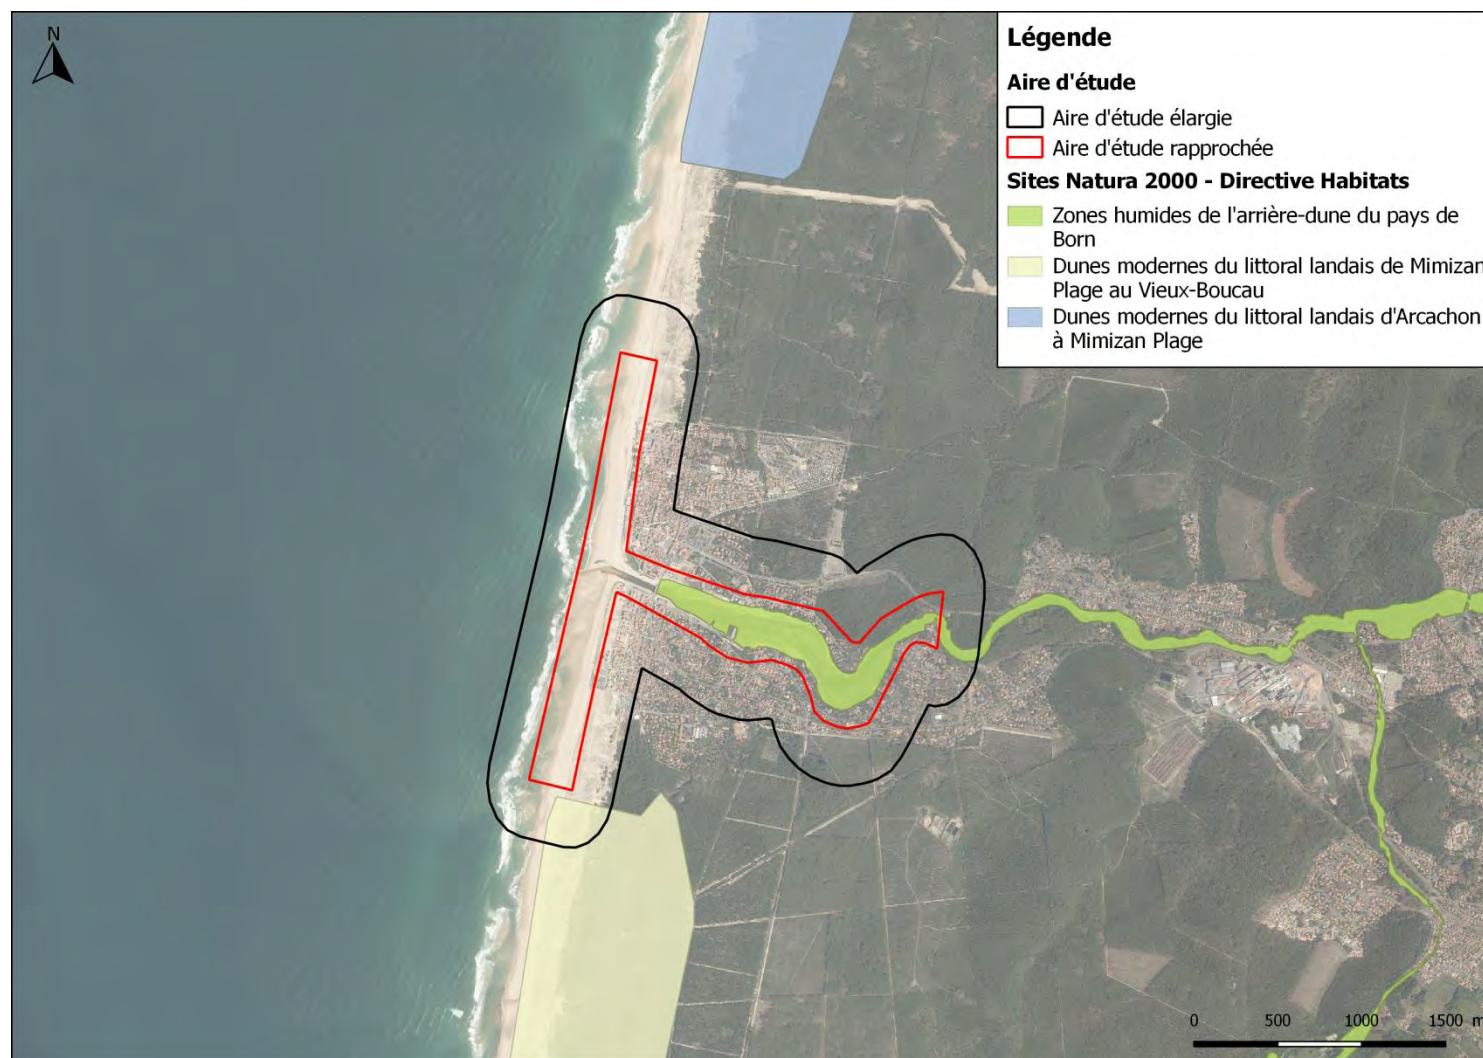 N
Légende
Aire d'étude
Aire d'étude élargie
Aire d'étude rapprochée
Sites Natura 2000 - Directive Habitats
Zones humides de l'arrière-dune du pays de
Born
Dunes modernes du littoral landais de Mimizan
Plage au Vieux-Boucau
Dunes modernes du littoral landais d'Arcachon
à Mimizan Plage
0 500 1000 1500 m